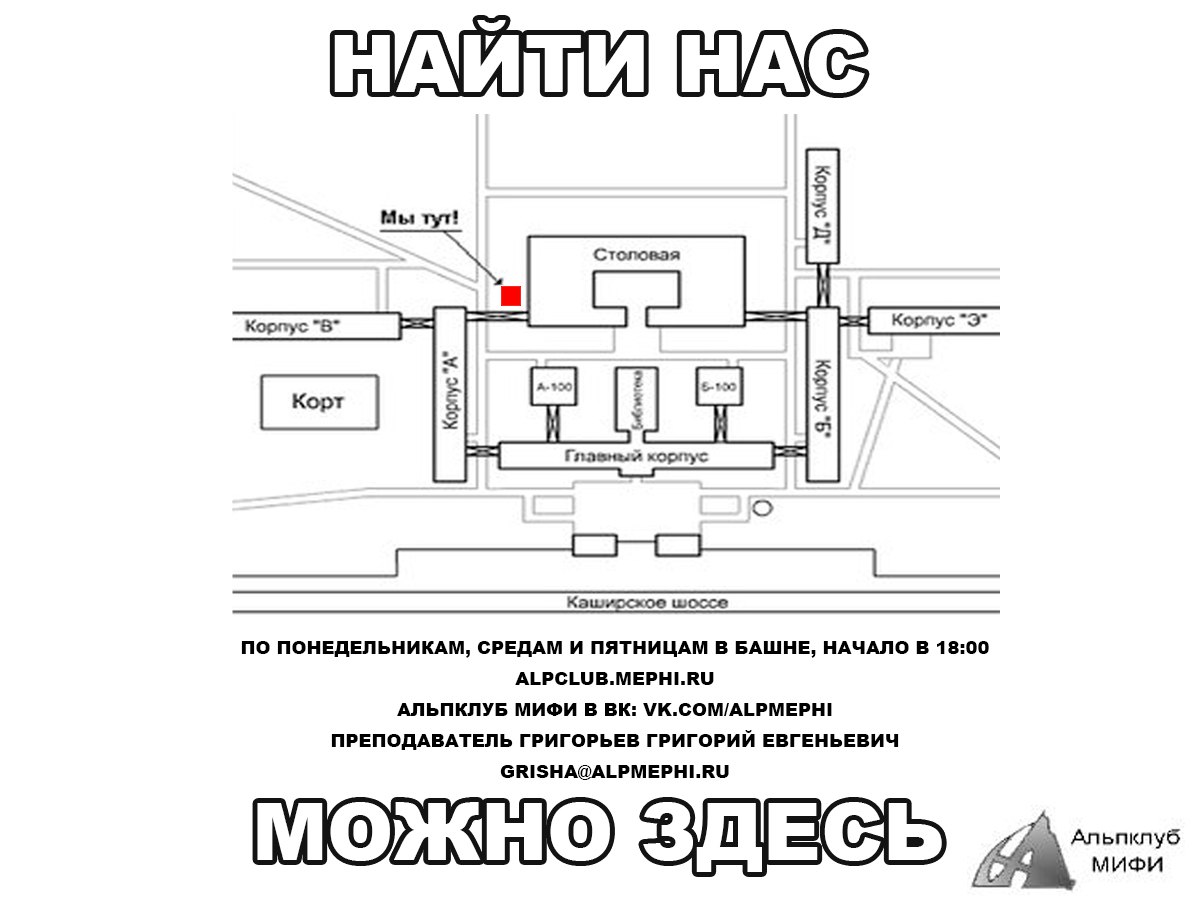 НАЙТИ НАС
Корпус "Д"
Мы тут!
Столовая
Корпус "В"
Корпус "Э"
Корпус "А"
Корпус "Б"
А-100
Библиотека
Б-100
Корт
Главный корпус
Каширское шоссе
ПО ПОНЕДЕЛЬНИКАМ, СРЕДАМ И ПЯТНИЦАМ В БАШНЕ, НАЧАЛО В 18:00
ALPCLUB.MEPHI.RU
АЛЬПКЛУБ МИФИ В ВК: VK.COM/ALPMEPHI
ПРЕПОДАВАТЕЛЬ ГРИГОРЬЕВ ГРИГОРИЙ ЕВГЕНЬЕВИЧ
GRISHA@ALPMEPHI.RU
МОЖНО ЗДЕСЬ
Альпклуб
МИФИ